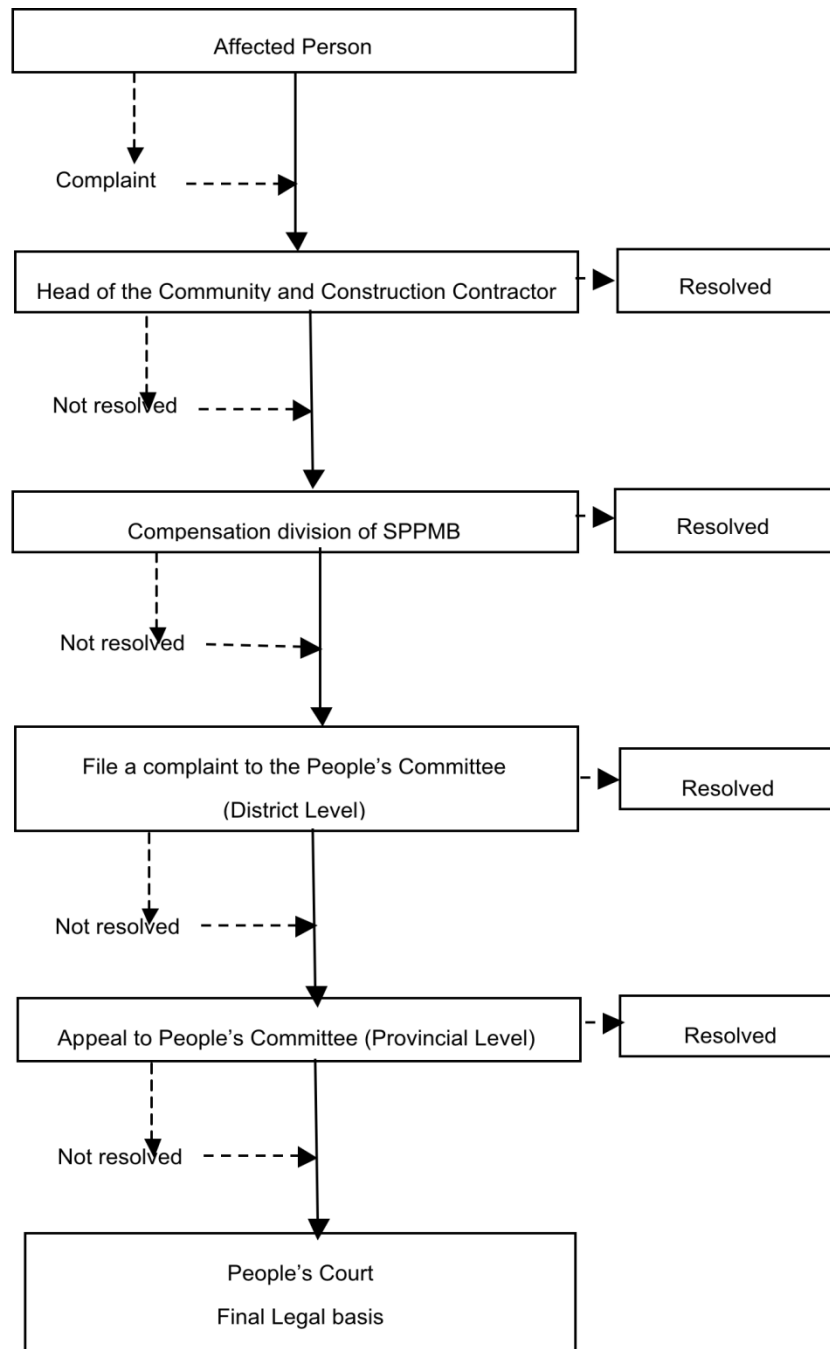 Affected Person
Complaint
Head of the Community and Construction Contractor
Resolved
Not resolved
Compensation division of SPPMB
Resolved
Not resolved
File a complaint to the People’s Committee
(District Level)
Resolved
Not resolved
Appeal to People’s Committee (Provincial Level)
Resolved
Not resolved
People’s Court
Final Legal basis